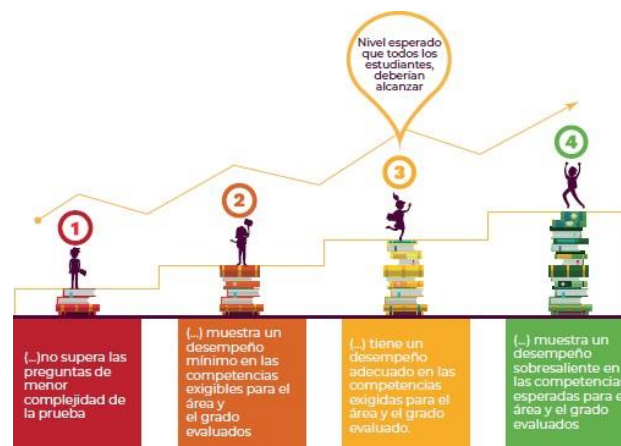 Nivel esperado
que todos los
estudiantes,
deberían
alcanzar
1
2
3
4
(...)no supera las
preguntas de
menor
complejidad de
la prueba
(...) muestra un
desempeño
mínimo en las
competencias
exigibles para el
área y
el grado
evaluados
(...) tiene un
desempeño
adecuado en las
competencias
exigidas para el
área y el grado
evaluado.
(...) muestra un
desempeño
sobresaliente en
las competencias
esperadas para el
área y el grado
evaluados